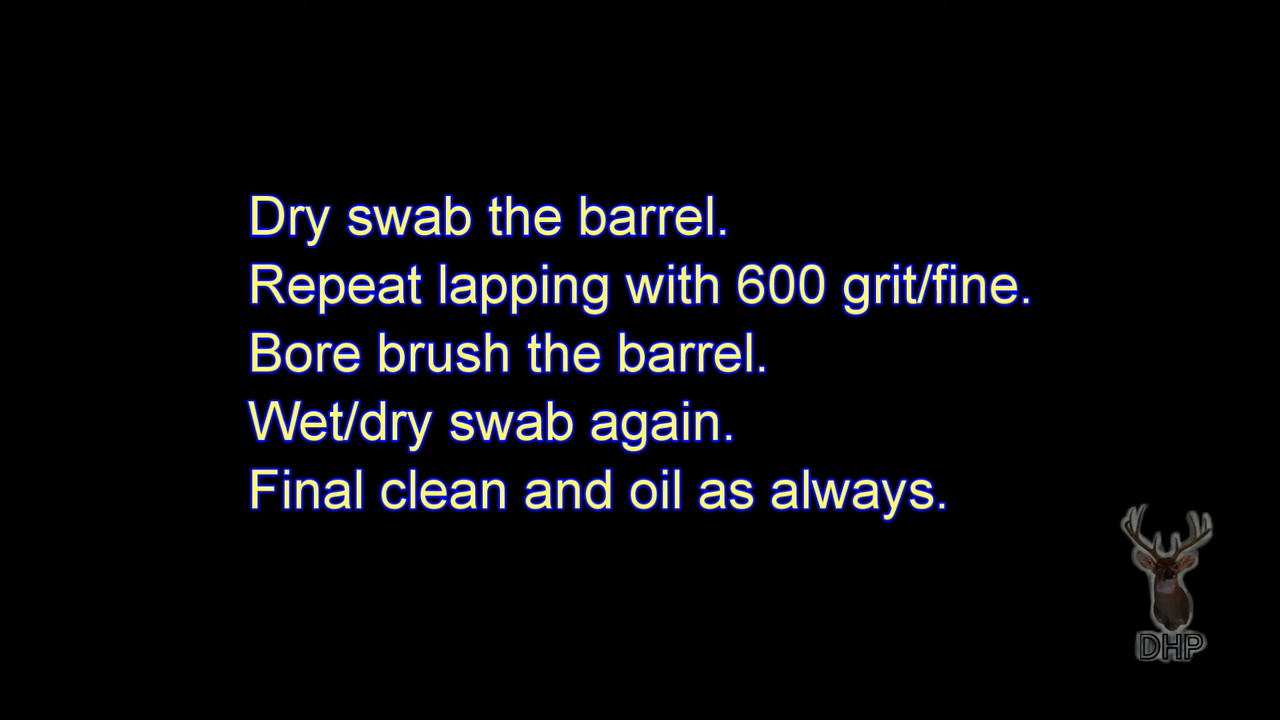 Dry swab the barrel.
Repeat lapping with 600 grit/fine.
Bore brush the barrel.
Wet/dry swab again.
Final clean and oil as always.
DHP